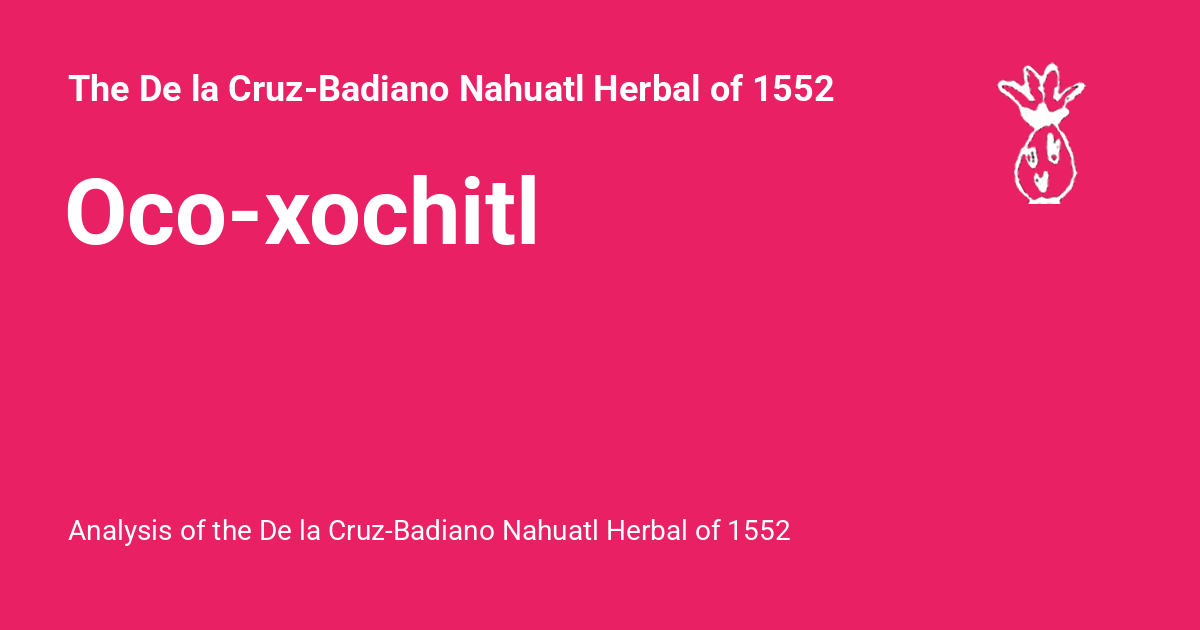 The De la Cruz-Badiano Nahuatl Herbal of 1552
Oco-xochitl
Analysis of the De la Cruz-Badiano Nahuatl Herbal of 1552